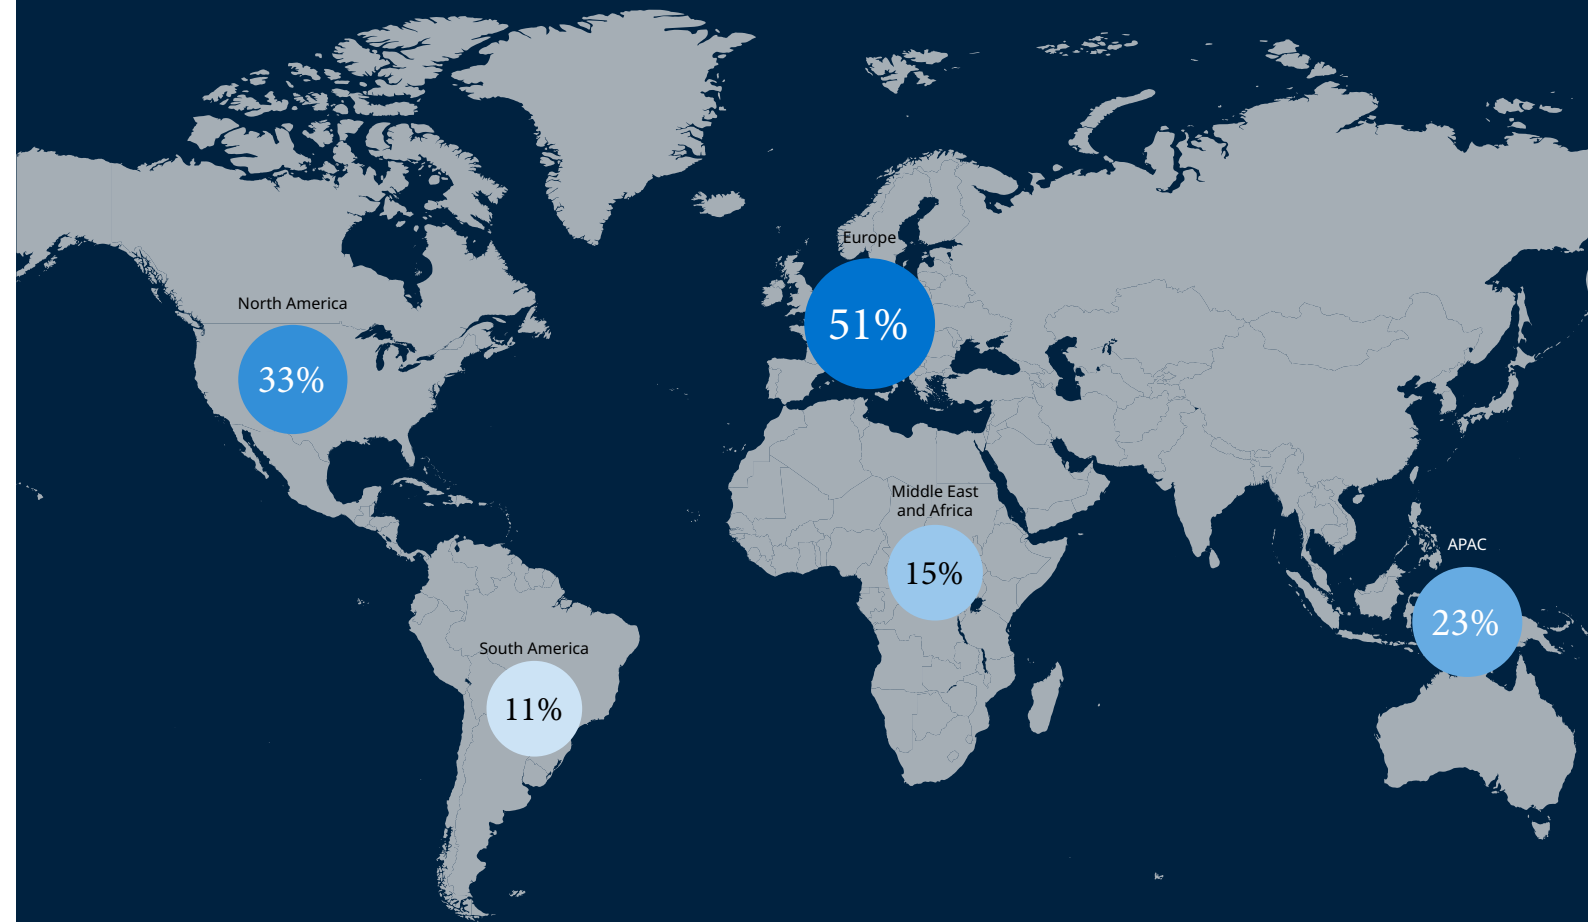 Europe
51%
North America
33%
Middle East
and Africa
15%
APAC
23%
South America
11%